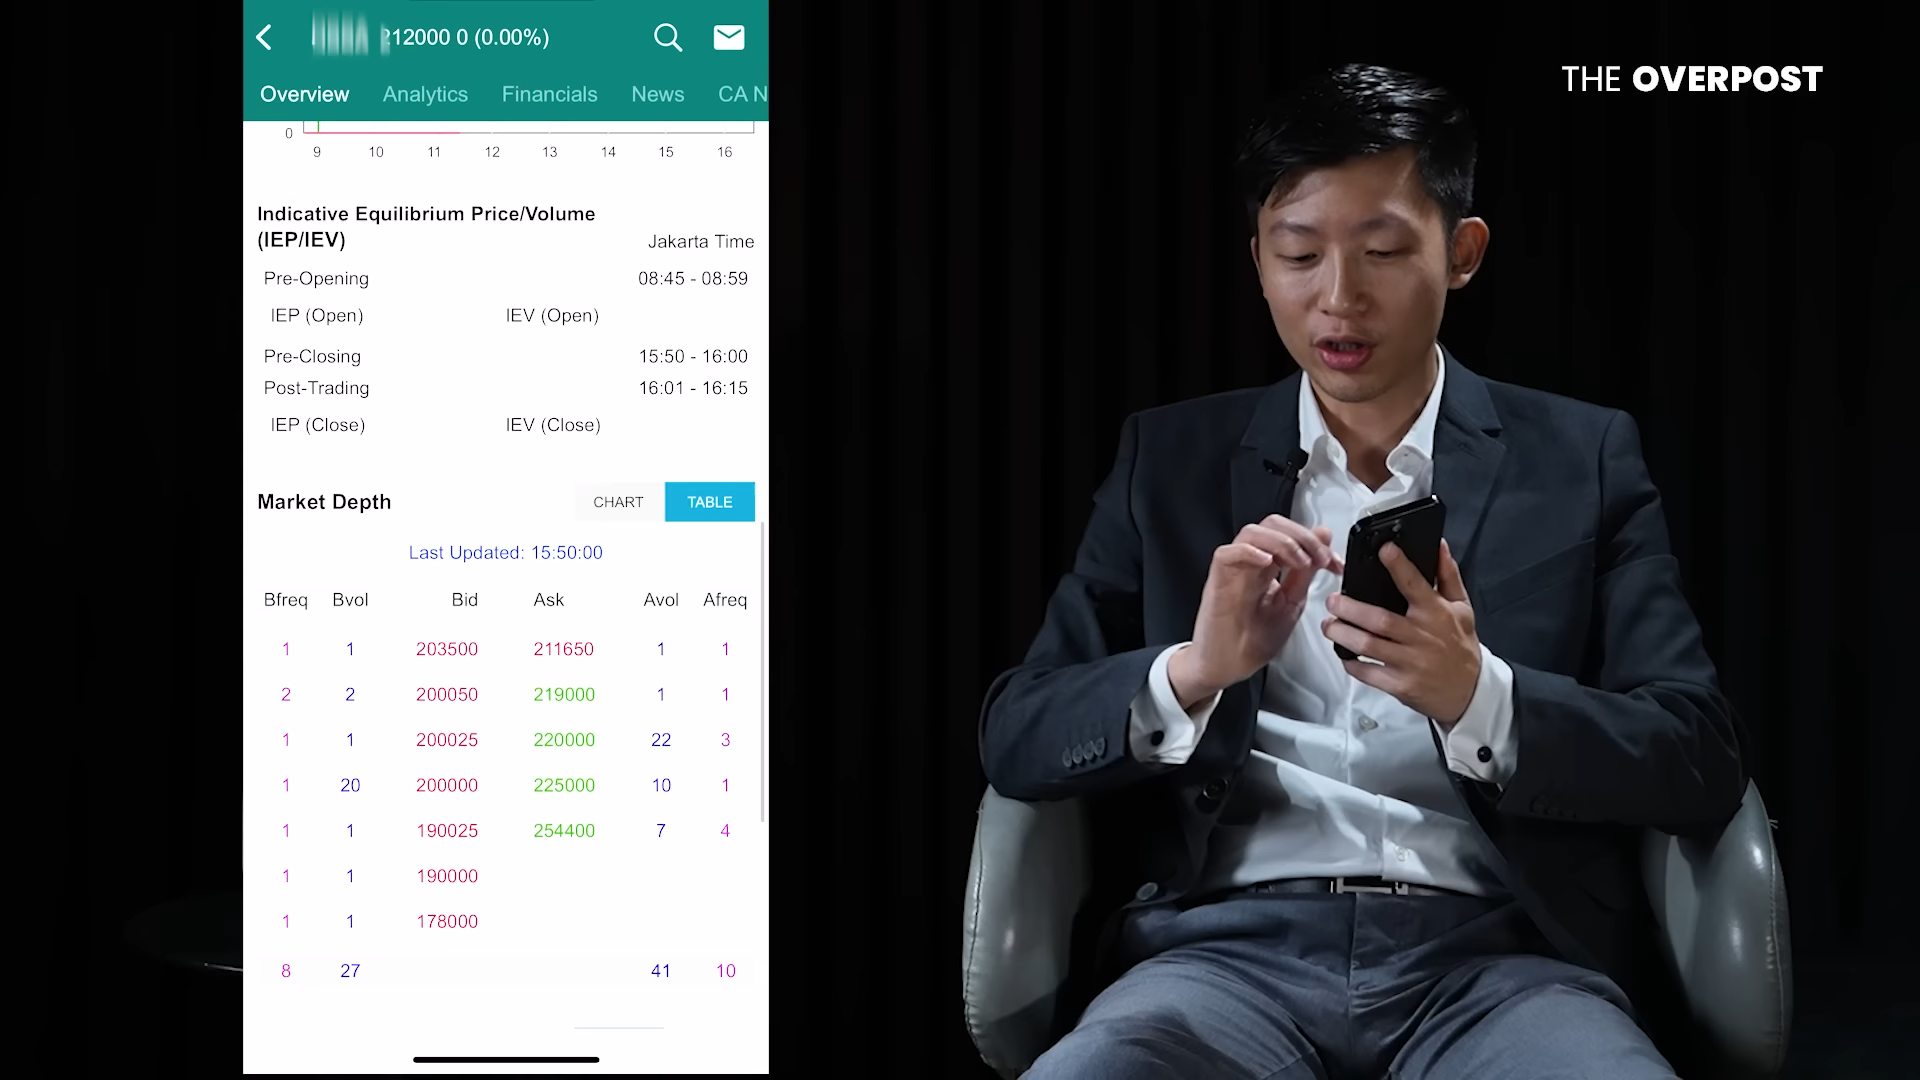 212000 0 (0.00%)
Overview Analytics Financials News CA N
0
9 10 11 12 13 14 15 16
Indicative Equilibrium Price/Volume
(IEP/IEV) Jakarta Time
Pre-Opening 08:45 - 08:59
IEP (Open) IEV (Open)
Pre-Closing 15:50 - 16:00
Post-Trading 16:01 - 16:15
IEP (Close) IEV (Close)
Market Depth CHART TABLE
Last Updated: 15:50:00
Bfreq Bvol Bid Ask Avol Afreq
1 1 203500 211650 1 1
2 2 200050 219000 1 1
1 1 200025 220000 22 3
1 20 200000 225000 10 1
1 1 190025 254400 7 4
1 1 190000
1 1 178000
8 27 41 10
THE OVERPOST